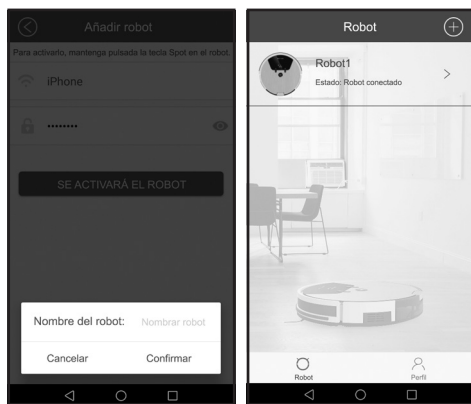 Añadir robot
Para activarlo, mantenga pulsada la tecla Spot en el robot.
iPhone
••••••••
SE ACTIVARÁ EL ROBOT
Nombre del robot: Nombrar robot
Cancelar Confirmar
Robot
Robot1
Estado: Robot conectado
Robot Perfil